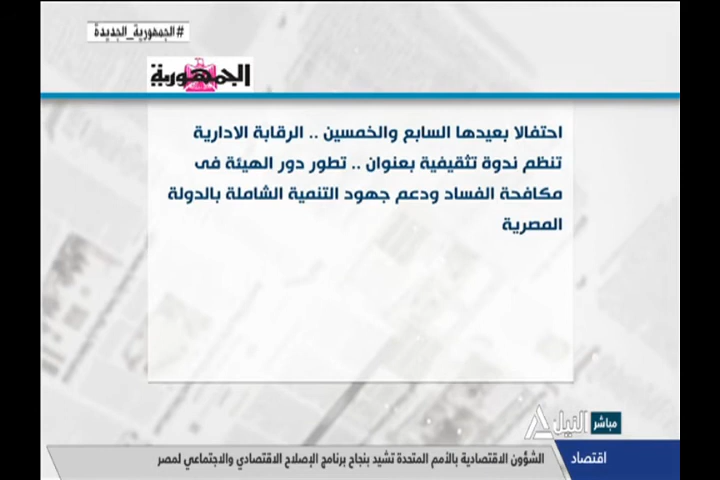 #الجمهورية_الجديدة
الجمهورية
احتفالا بعيدها السابع والخمسين .. الرقابة الادارية
تنظم ندوة تثقيفية بعنوان .. تطور دور الهيئة فى
مكافحة الفساد ودعم جهود التنمية الشاملة بالدولة
المصرية
مباشر النيل
اقتصاد الشؤون الاقتصادية بالأمم المتحدة تشيد بنجاح برنامج الإصلاح الاقتصادي والاجتماعي لمصر